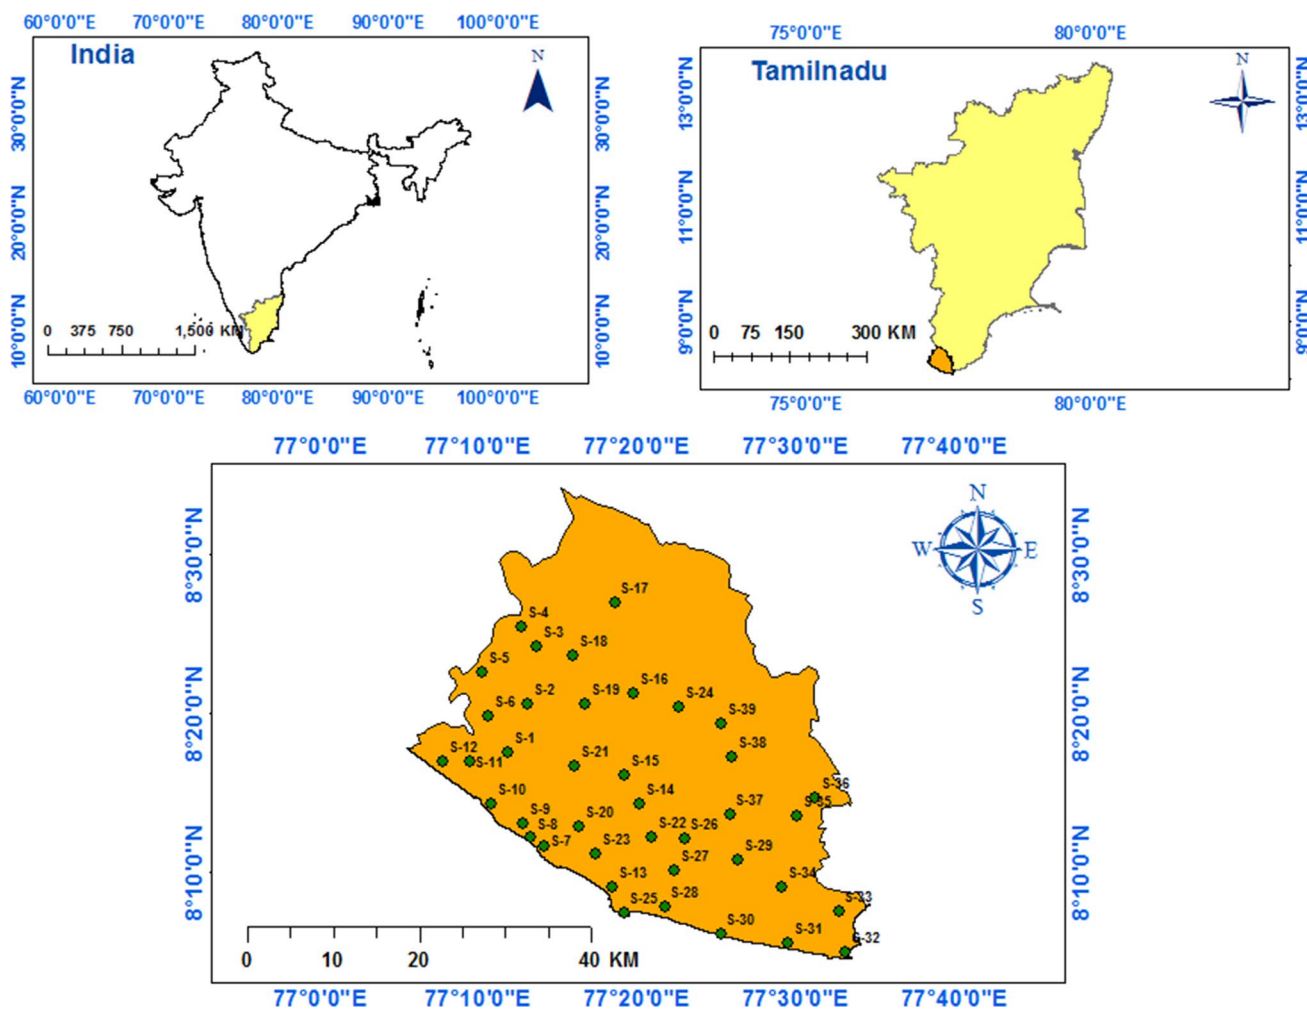 60°0'0"E 70°0'0"E 80°0'0"E 90°0'0"E 100°0'0"E
India
N
30°0'0"N
20°0'0"N
10°0'0"N
30°0'0"N
20°0'0"N
10°0'0"N
0 375 750 1,500 KM
60°0'0"E 70°0'0"E 80°0'0"E 90°0'0"E 100°0'0"E
75°0'0"E 80°0'0"E
Tamilnadu
N
13°0'0"N
11°0'0"N
9°0'0"N
13°0'0"N
11°0'0"N
9°0'0"N
0 75 150 300 KM
75°0'0"E 80°0'0"E
77°0'0"E 77°10'0"E 77°20'0"E 77°30'0"E 77°40'0"E
8°30'0"N
8°20'0"N
8°10'0"N
8°30'0"N
8°20'0"N
8°10'0"N
N
W E
S
S-17
S-4
S-3
S-18
S-5
S-16
S-2
S-19
S-24
S-6
S-39
S-1
S-12
S-11
S-38
S-21
S-15
S-36
S-10
S-14
S-35
S-37
S-9
S-8
S-20
S-22
S-26
S-7
S-23
S-29
S-27
S-13
S-34
S-25
S-28
S-33
S-30
S-31
S-32
0 10 20 40 KM
77°0'0"E 77°10'0"E 77°20'0"E 77°30'0"E 77°40'0"E